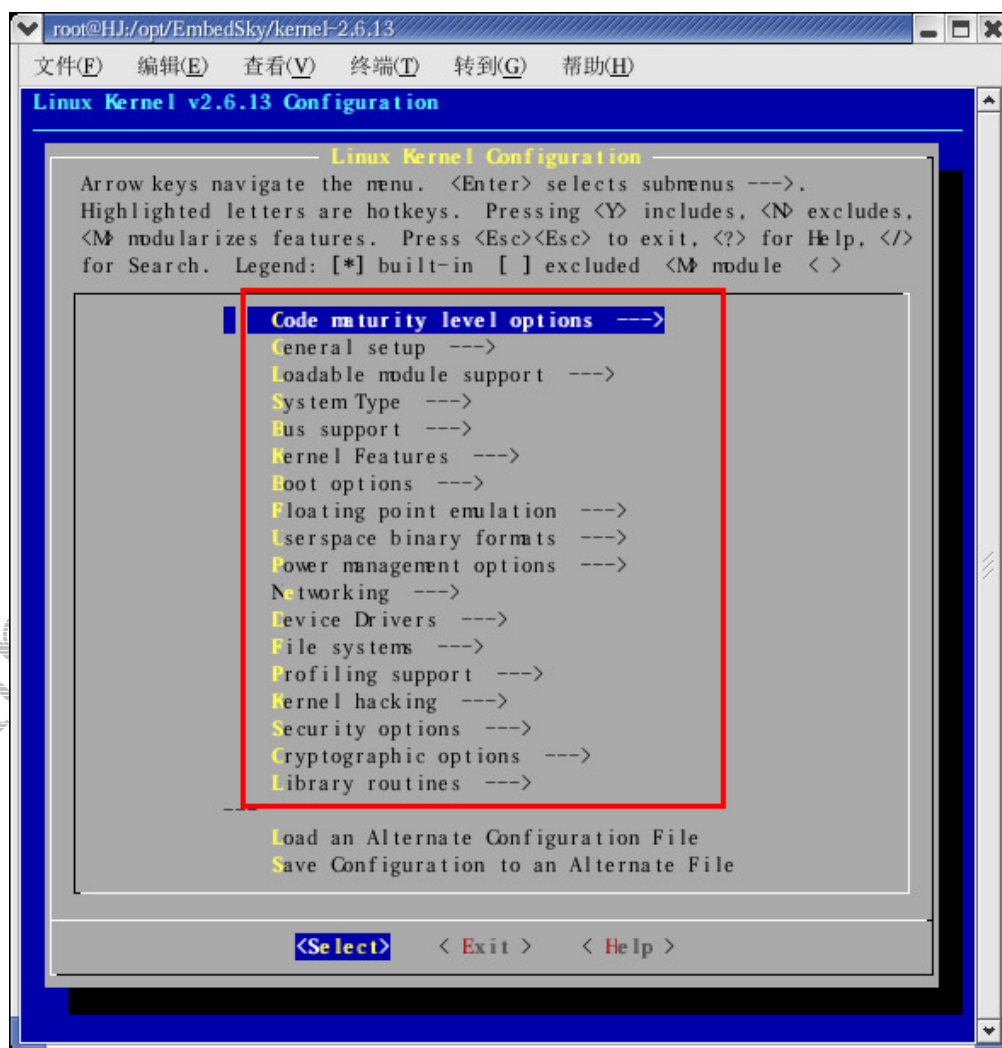 root@HJ:/opt/EmbedSky/kernel-2.6.13
文件(F) 编辑(E) 查看(V) 终端(T) 转到(G) 帮助(H)
Linux Kernel v2.6.13 Configuration
Linux Kernel Configuration
Arrow keys navigate the menu. <Enter> selects submenus --->.
Highlighted letters are hotkeys. Pressing <Y> includes, <N> excludes,
<M> modularizes features. Press <Esc><Esc> to exit, <?> for Help, </>
for Search. Legend: [*] built-in [ ] excluded <M> module < >
Code maturity level options --->
General setup --->
Loadable module support --->
System Type --->
Bus support --->
Kernel Features --->
Boot options --->
Floating point emulation --->
Userspace binary formats --->
Power management options --->
Networking --->
Device Drivers --->
File systems --->
Profiling support --->
Kernel hacking --->
Security options --->
Cryptographic options --->
Library routines --->
---
Load an Alternate Configuration File
Save Configuration to an Alternate File
<Select> < Exit > < Help >